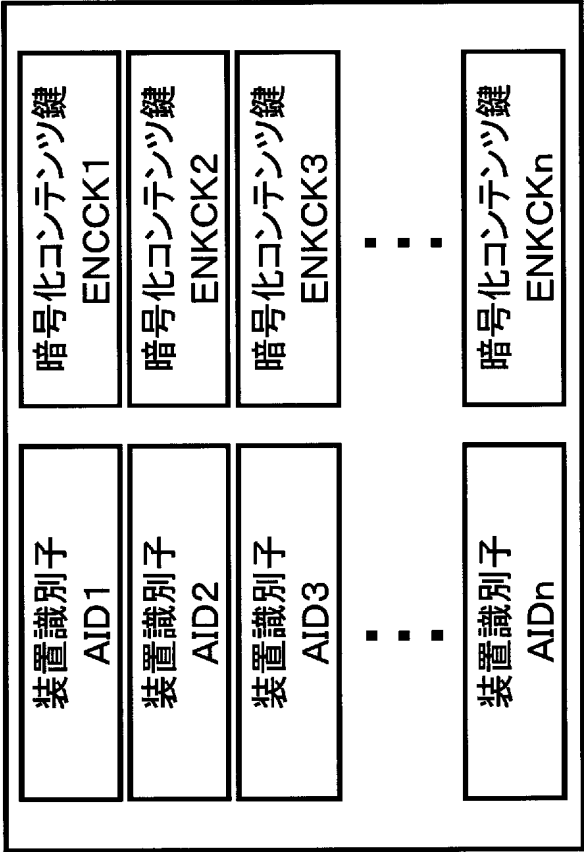 装置識別子
AID1
暗号化コンテンツ鍵
ENCCK1
装置識別子
AID2
暗号化コンテンツ鍵
ENKCK2
装置識別子
AID3
暗号化コンテンツ鍵
ENKCK3
⋮
⋮
装置識別子
AIDn
暗号化コンテンツ鍵
ENKCKn